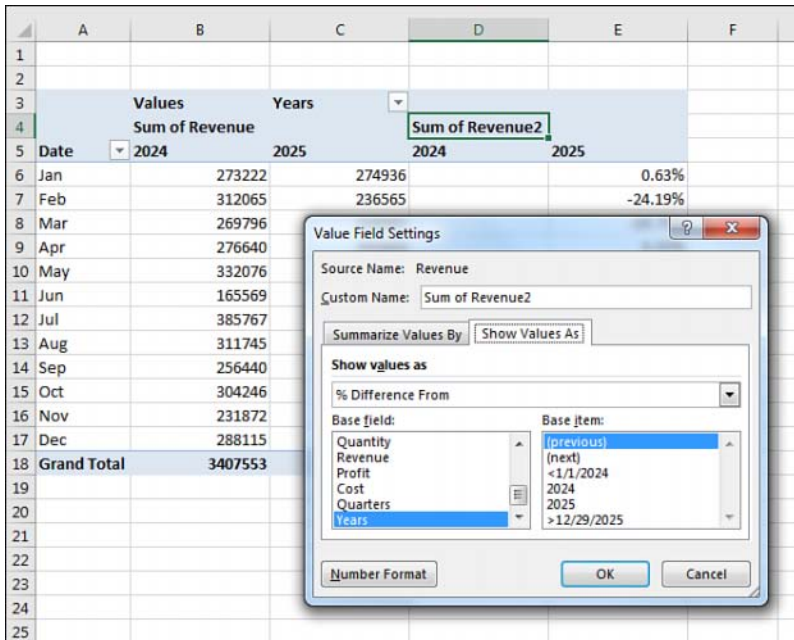 A B C D E F
1
2
3 Values Years
4 Sum of Revenue Sum of Revenue2
5 Date 2024 2025 2024 2025
6 Jan 273222 274936 0.63%
7 Feb 312065 236565 -24.19%
8 Mar 269796
9 Apr 276640
10 May 332076
11 Jun 165569
12 Jul 385767
13 Aug 311745
14 Sep 256440
15 Oct 304246
16 Nov 231872
17 Dec 288115
18 Grand Total 3407553
19
20
21
22
23
24
25
Value Field Settings ? X
Source Name: Revenue
Custom Name: Sum of Revenue2
Summarize Values By Show Values As
Show values as
% Difference From
Base field: Base item:
Quantity (previous)
Revenue (next)
Profit <1/1/2024
Cost 2024
Quarters 2025
Years >12/29/2025
Number Format OK Cancel